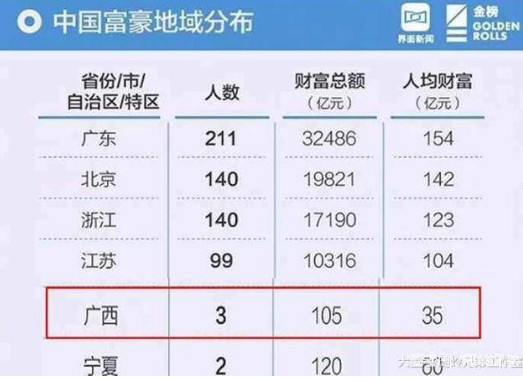 中国富豪地域分布
界面新闻
金榜
GOLDEN
ROLLS
省份/市/
自治区/特区
人数
财富总额
(亿元)
人均财富
(亿元)
广东 211 32486 154
北京 140 19821 142
浙江 140 17190 123
江苏 99 10316 104
广西 3 105 35
宁夏 2 120 60